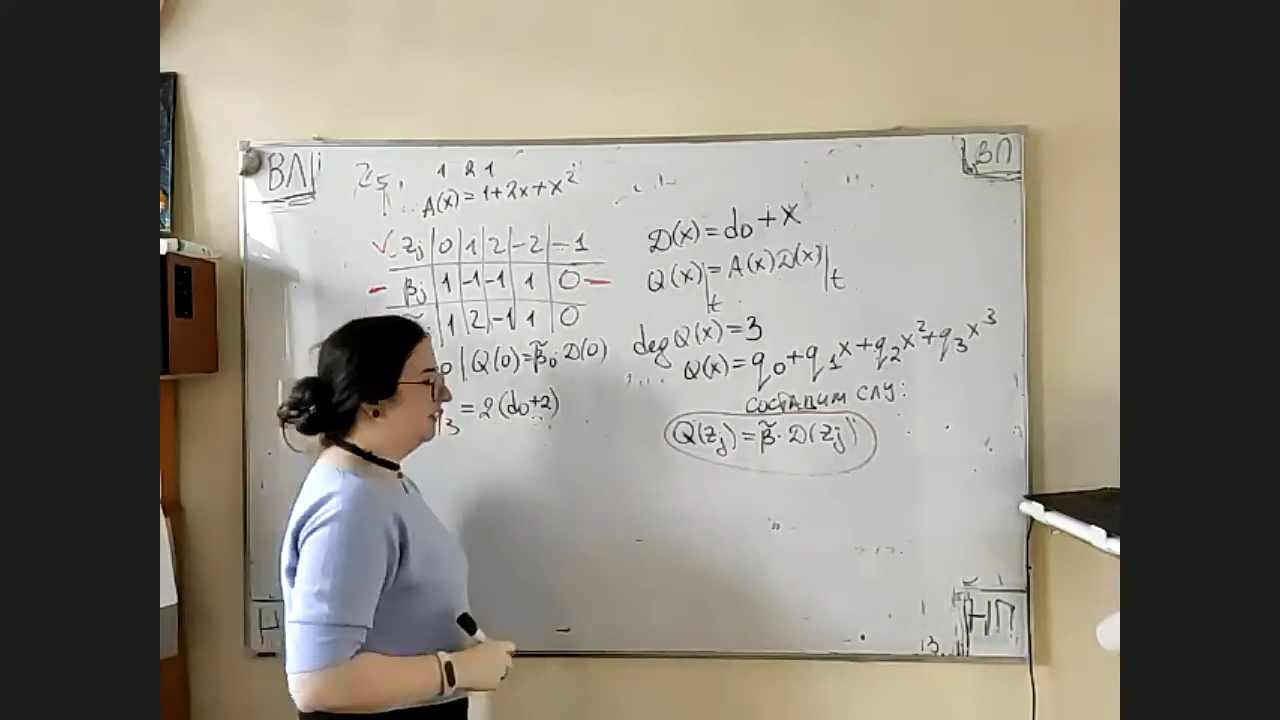 ВЛ
ВП
Z₅.
1 2 1
A(x)=1+2x+x²
✓ zj | 0 | 1 | 2 | -2 | -1
βj | 1 | -1 | -1 | 1 | 0
1 | 2 | -1 | 1 | 0
0 | Q(0)=β̃₀·D(0)
= 2(d₀+2)
D(x)=d₀+x
Q(x)|t = A(x)D(x)|t
deg Q(x)=3
Q(x)=q₀+q₁x+q₂x²+q₃x³
составим СЛУ:
Q(zj)=β̃·D(zj)
Н
НП